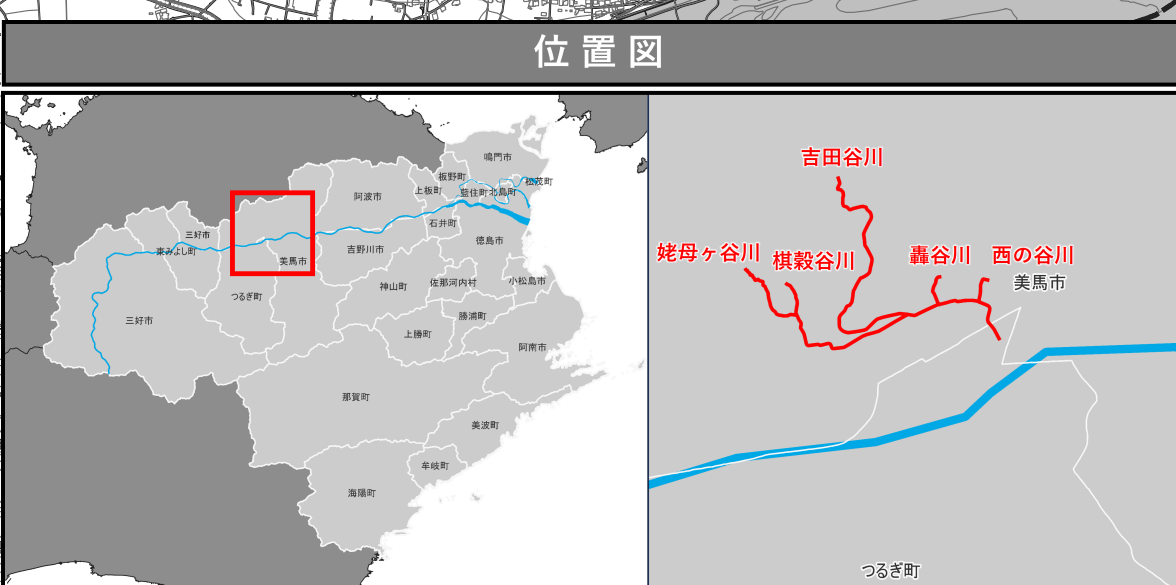 位置図
鳴門市
板野町
松茂町
上板町
藍住町
北島町
阿波市
石井町
徳島市
三好市
東みよし町
美馬市
吉野川市
つるぎ町
神山町
佐那河内村
小松島市
勝浦町
上勝町
三好市
阿南市
那賀町
美波町
牟岐町
海陽町
吉田谷川
姥母ヶ谷川
棋穀谷川
轟谷川
西の谷川
美馬市
つるぎ町